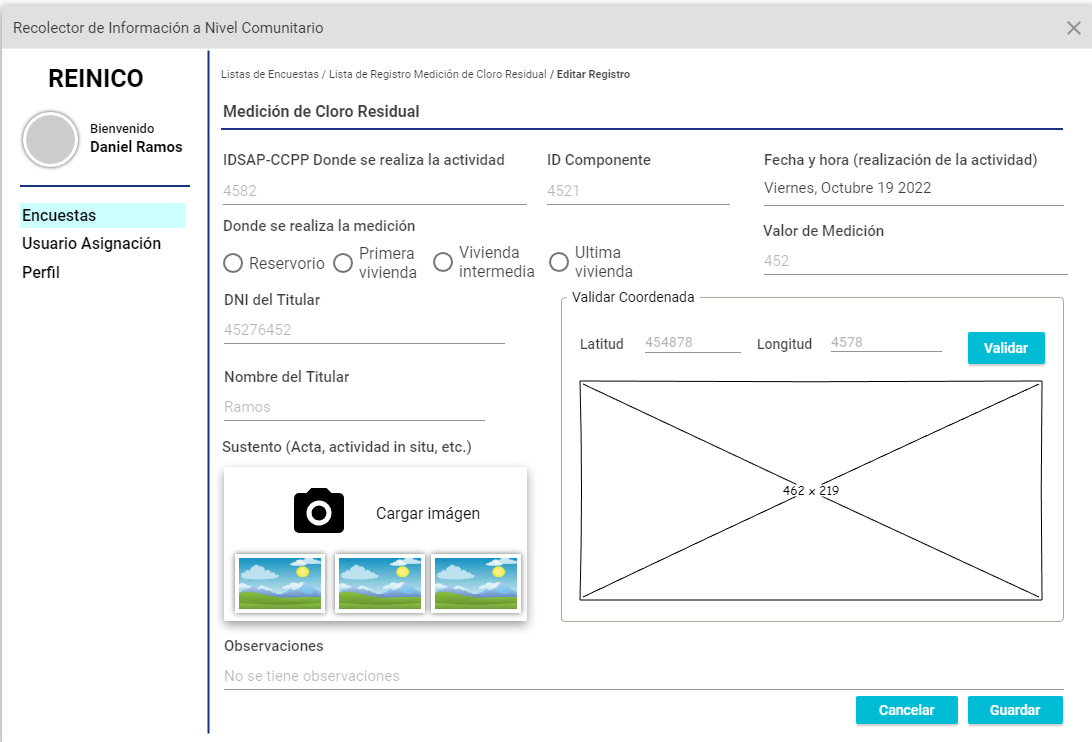 Recolector de Información a Nivel Comunitario
REINICO
Bienvenido
Daniel Ramos
Encuestas
Usuario Asignación
Perfil
Listas de Encuestas / Lista de Registro Medición de Cloro Residual / Editar Registro
Medición de Cloro Residual
IDSAP-CCPP Donde se realiza la actividad
4582
ID Componente
4521
Fecha y hora (realización de la actividad)
Viernes, Octubre 19 2022
Donde se realiza la medición
Reservorio
Primera
vivienda
Vivienda
intermedia
Ultima
vivienda
Valor de Medición
452
DNI del Titular
45276452
Nombre del Titular
Ramos
Sustento (Acta, actividad in situ, etc.)
Cargar imágen
Validar Coordenada
Latitud
454878
Longitud
4578
Validar
462 x 219
Observaciones
No se tiene observaciones
Cancelar
Guardar